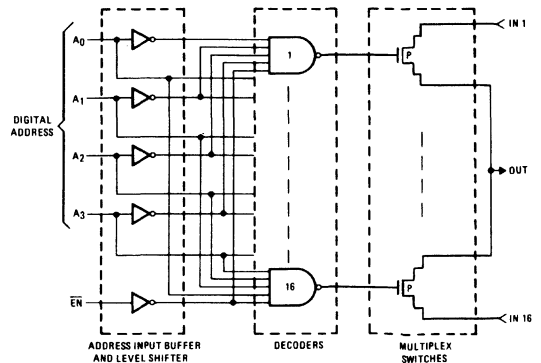 DIGITAL
ADDRESS
A0
A1
A2
A3
EN
1
16
P
P
IN 1
OUT
IN 16
ADDRESS INPUT BUFFER
AND LEVEL SHIFTER
DECODERS
MULTIPLEX
SWITCHES